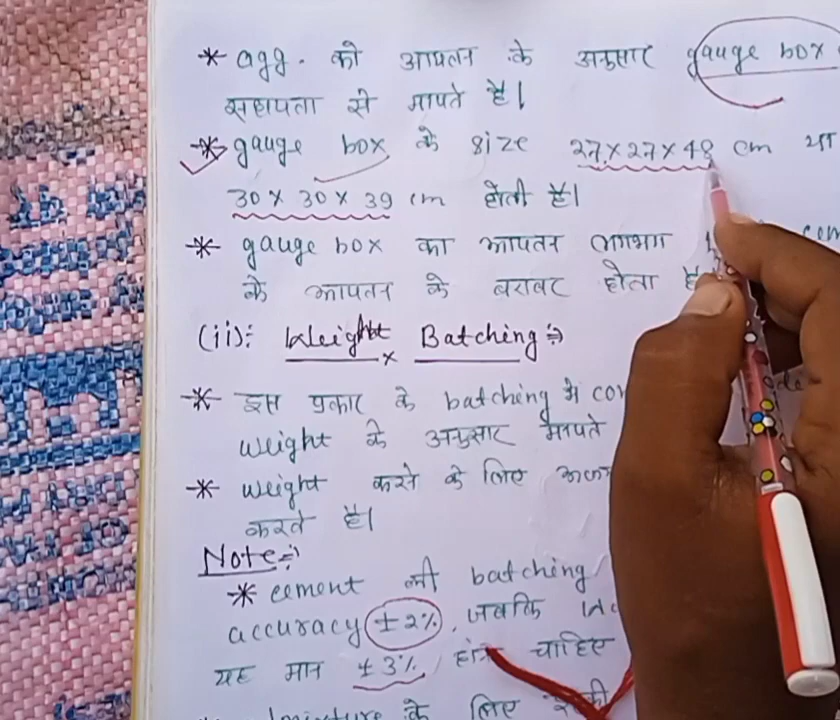 * agg. को आयतन के अनुसार gauge box
सहायता से मापते है।
* gauge box के size 27 x 27 x 48 cm या
30 x 30 x 39 cm होती है।
* gauge box का आयतन लगभग
के आयतन के बराबर होता है
(ii): Weight Batching :⇒
* इस प्रकार के batching मे
weight के अनुसार मापते
* weight करने के लिए
करते है।
Note:⇒
* cement की batching
accuracy ±2%, जबकि
यह मान ±3% होना चाहिए
के लिए